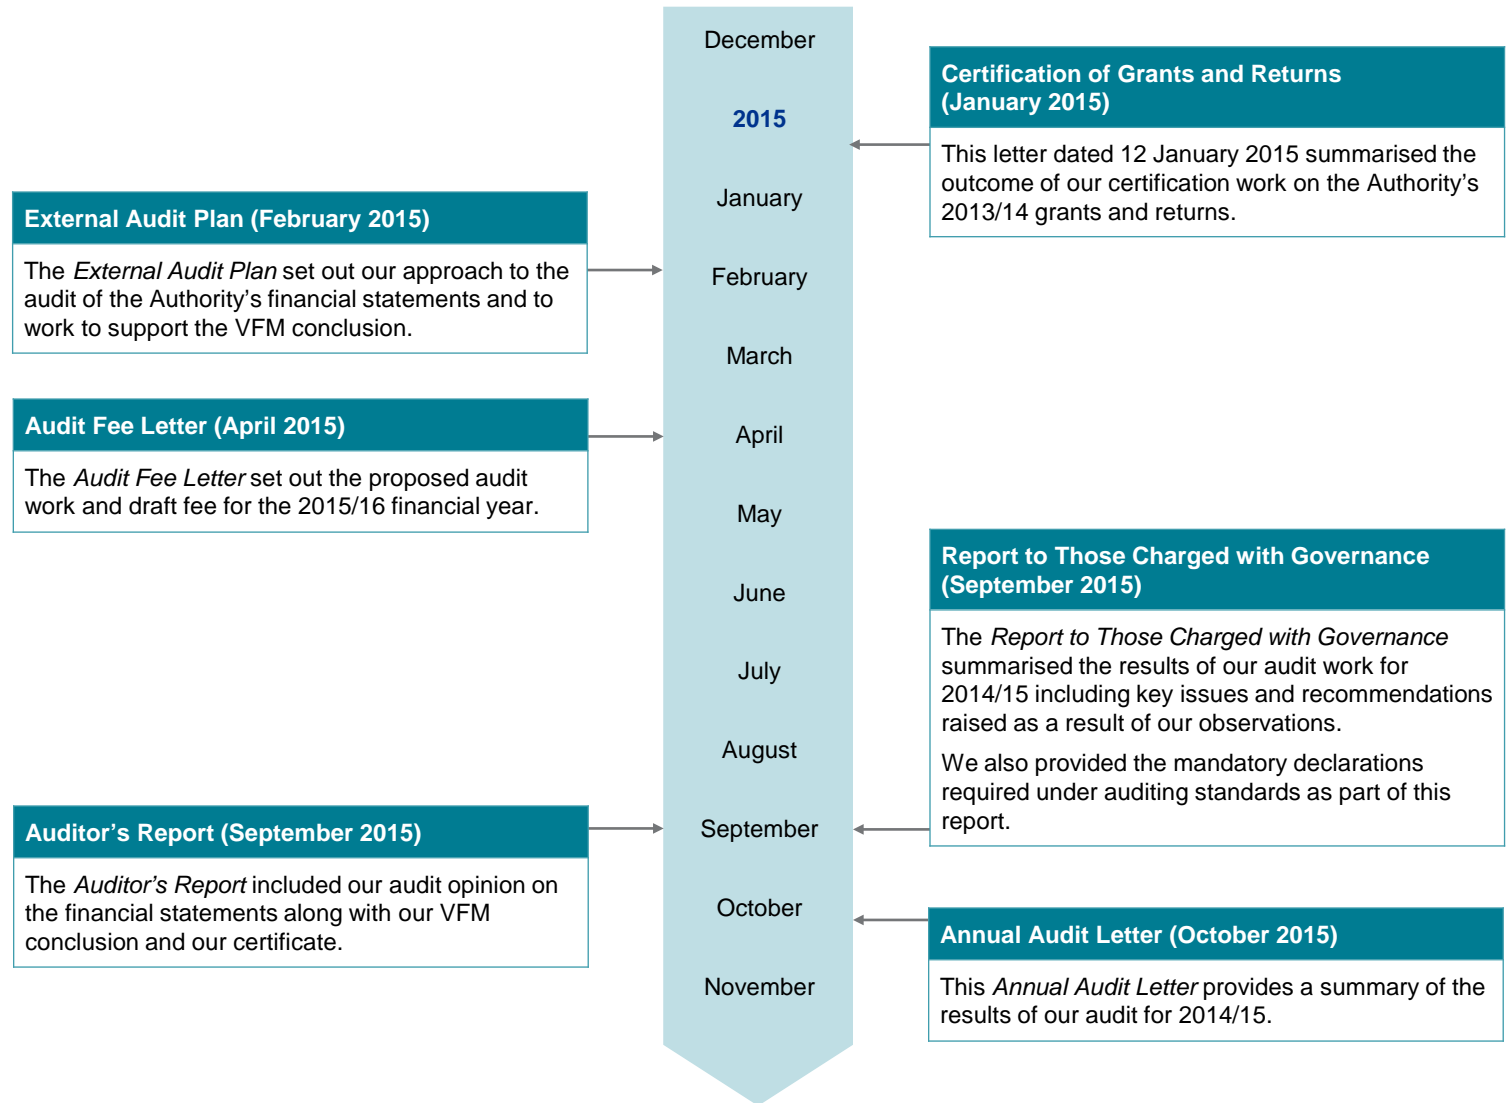 December
2015
January
February
March
April
May
June
July
August
September
October
November
Certification of Grants and Returns
(January 2015)
This letter dated 12 January 2015 summarised the
outcome of our certification work on the Authority’s
2013/14 grants and returns.
External Audit Plan (February 2015)
The External Audit Plan set out our approach to the
audit of the Authority’s financial statements and to
work to support the VFM conclusion.
Audit Fee Letter (April 2015)
The Audit Fee Letter set out the proposed audit
work and draft fee for the 2015/16 financial year.
Report to Those Charged with Governance
(September 2015)
The Report to Those Charged with Governance
summarised the results of our audit work for
2014/15 including key issues and recommendations
raised as a result of our observations.
We also provided the mandatory declarations
required under auditing standards as part of this
report.
Auditor’s Report (September 2015)
The Auditor’s Report included our audit opinion on
the financial statements along with our VFM
conclusion and our certificate.
Annual Audit Letter (October 2015)
This Annual Audit Letter provides a summary of the
results of our audit for 2014/15.